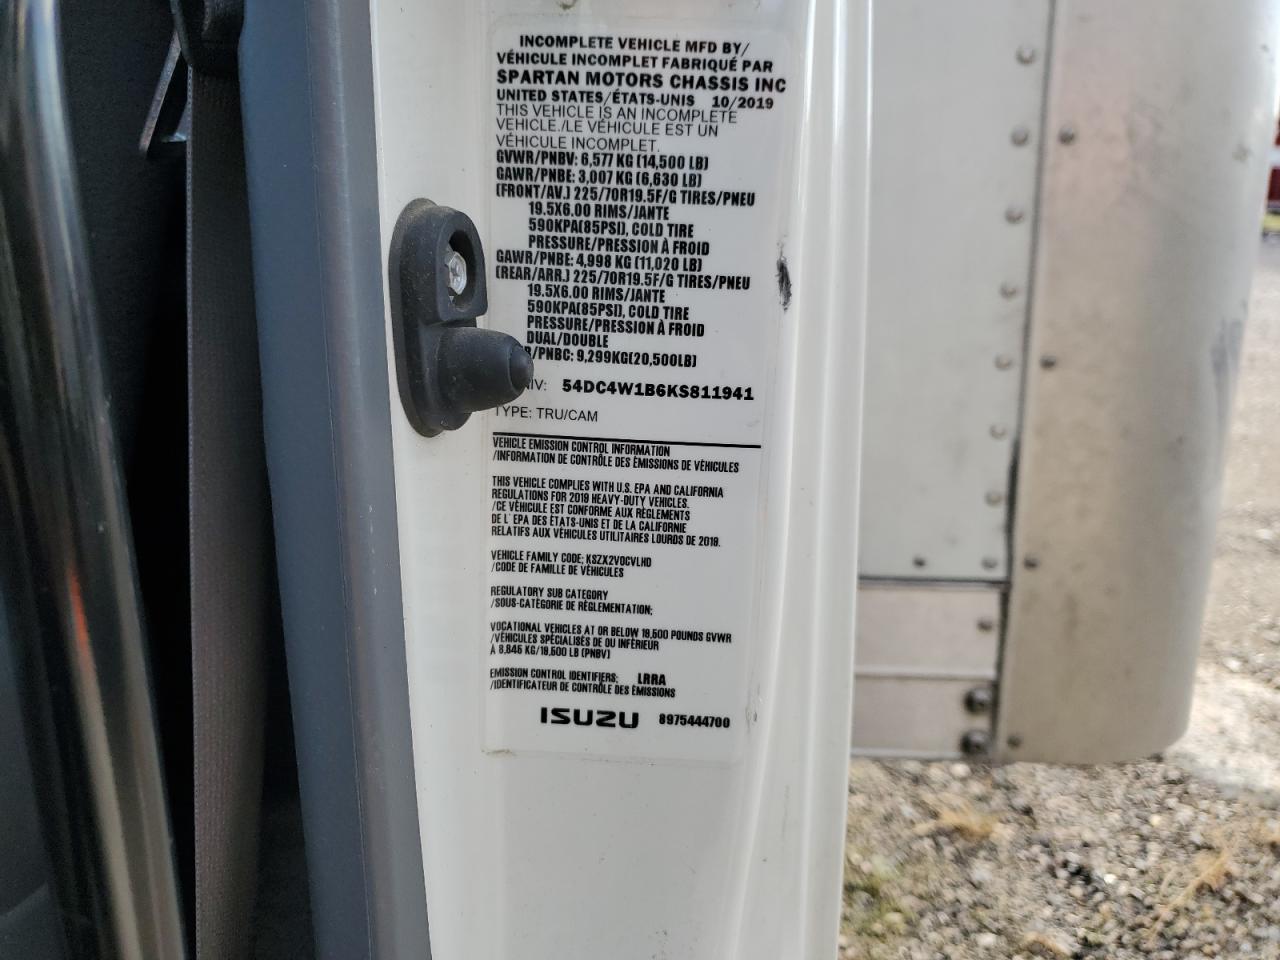 INCOMPLETE VEHICLE MFD BY/
VÉHICULE INCOMPLET FABRIQUÉ PAR
SPARTAN MOTORS CHASSIS INC
UNITED STATES/ÉTATS-UNIS 10/2019
THIS VEHICLE IS AN INCOMPLETE
VEHICLE./LE VÉHICULE EST UN
VÉHICULE INCOMPLET.
GVWR/PNBV: 6,577 KG (14,500 LB)
GAWR/PNBE: 3,007 KG (6,630 LB)
(FRONT/AV.) 225/70R19.5F/G TIRES/PNEU
19.5X6.00 RIMS/JANTE
590KPA(85PSI), COLD TIRE
PRESSURE/PRESSION À FROID
GAWR/PNBE: 4,998 KG (11,020 LB)
(REAR/ARR.) 225/70R19.5F/G TIRES/PNEU
19.5X6.00 RIMS/JANTE
590KPA(85PSI), COLD TIRE
PRESSURE/PRESSION À FROID
DUAL/DOUBLE
R/PNBC: 9,299KG(20,500LB)
NIV: 54DC4W1B6KS811941
TYPE: TRU/CAM
VEHICLE EMISSION CONTROL INFORMATION
/INFORMATION DE CONTRÔLE DES ÉMISSIONS DE VÉHICULES
THIS VEHICLE COMPLIES WITH U.S. EPA AND CALIFORNIA
REGULATIONS FOR 2019 HEAVY-DUTY VEHICLES.
/CE VÉHICULE EST CONFORME AUX RÈGLEMENTS
DE L'EPA DES ÉTATS-UNIS ET DE LA CALIFORNIE
RELATIFS AUX VÉHICULES UTILITAIRES LOURDS DE 2019.
VEHICLE FAMILY CODE; KSZX2VOCVLHD
/CODE DE FAMILLE DE VÉHICULES
REGULATORY SUB CATEGORY
/SOUS-CATÉGORIE DE RÈGLEMENTATION;
VOCATIONAL VEHICLES AT OR BELOW 19,500 POUNDS GVWR
/VÉHICULES SPÉCIALISÉS DE OU INFÉRIEUR
À 8,845 KG/19,500 LB (PNBV)
EMISSION CONTROL IDENTIFIERS; LRRA
/IDENTIFICATEUR DE CONTRÔLE DES ÉMISSIONS
ISUZU 8975444700